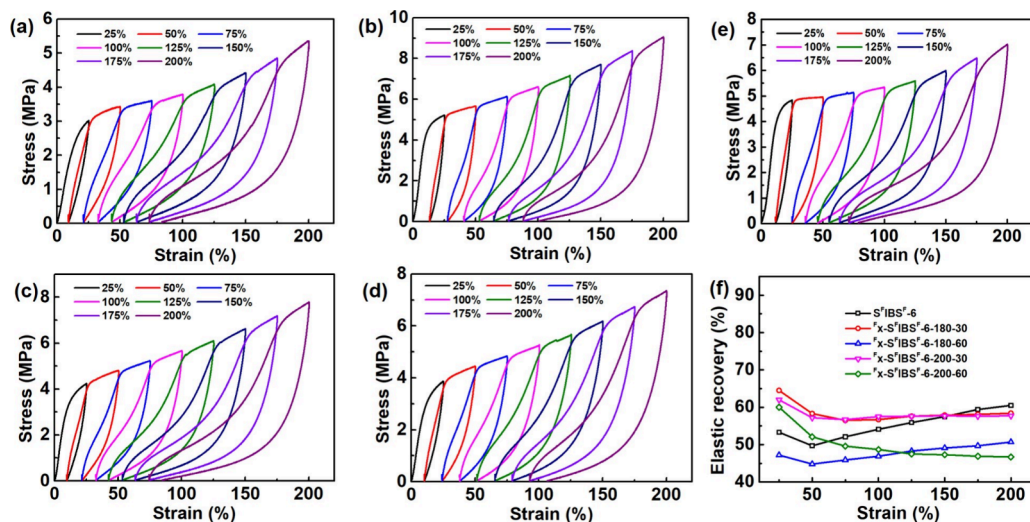 (a)
25% 50% 75%
100% 125% 150%
175% 200%
Stress (MPa)
6
5
4
3
2
1
0
0 50 100 150 200
Strain (%)
(b)
25% 50% 75%
100% 125% 150%
175% 200%
Stress (MPa)
10
8
6
4
2
0
0 50 100 150 200
Strain (%)
(e)
25% 50% 75%
100% 125% 150%
175% 200%
Stress (MPa)
8
7
6
5
4
3
2
1
0
0 50 100 150 200
Strain (%)
(c)
25% 50% 75%
100% 125% 150%
175% 200%
Stress (MPa)
8
6
4
2
0
0 50 100 150 200
Strain (%)
(d)
25% 50% 75%
100% 125% 150%
175% 200%
Stress (MPa)
8
6
4
2
0
0 50 100 150 200
Strain (%)
(f)
SᶠIBSᶠ-6
ᶠx-SᶠIBSᶠ-6-180-30
ᶠx-SᶠIBSᶠ-6-180-60
ᶠx-SᶠIBSᶠ-6-200-30
ᶠx-SᶠIBSᶠ-6-200-60
Elastic recovery (%)
90
80
70
60
50
40
0 50 100 150 200
Strain (%)